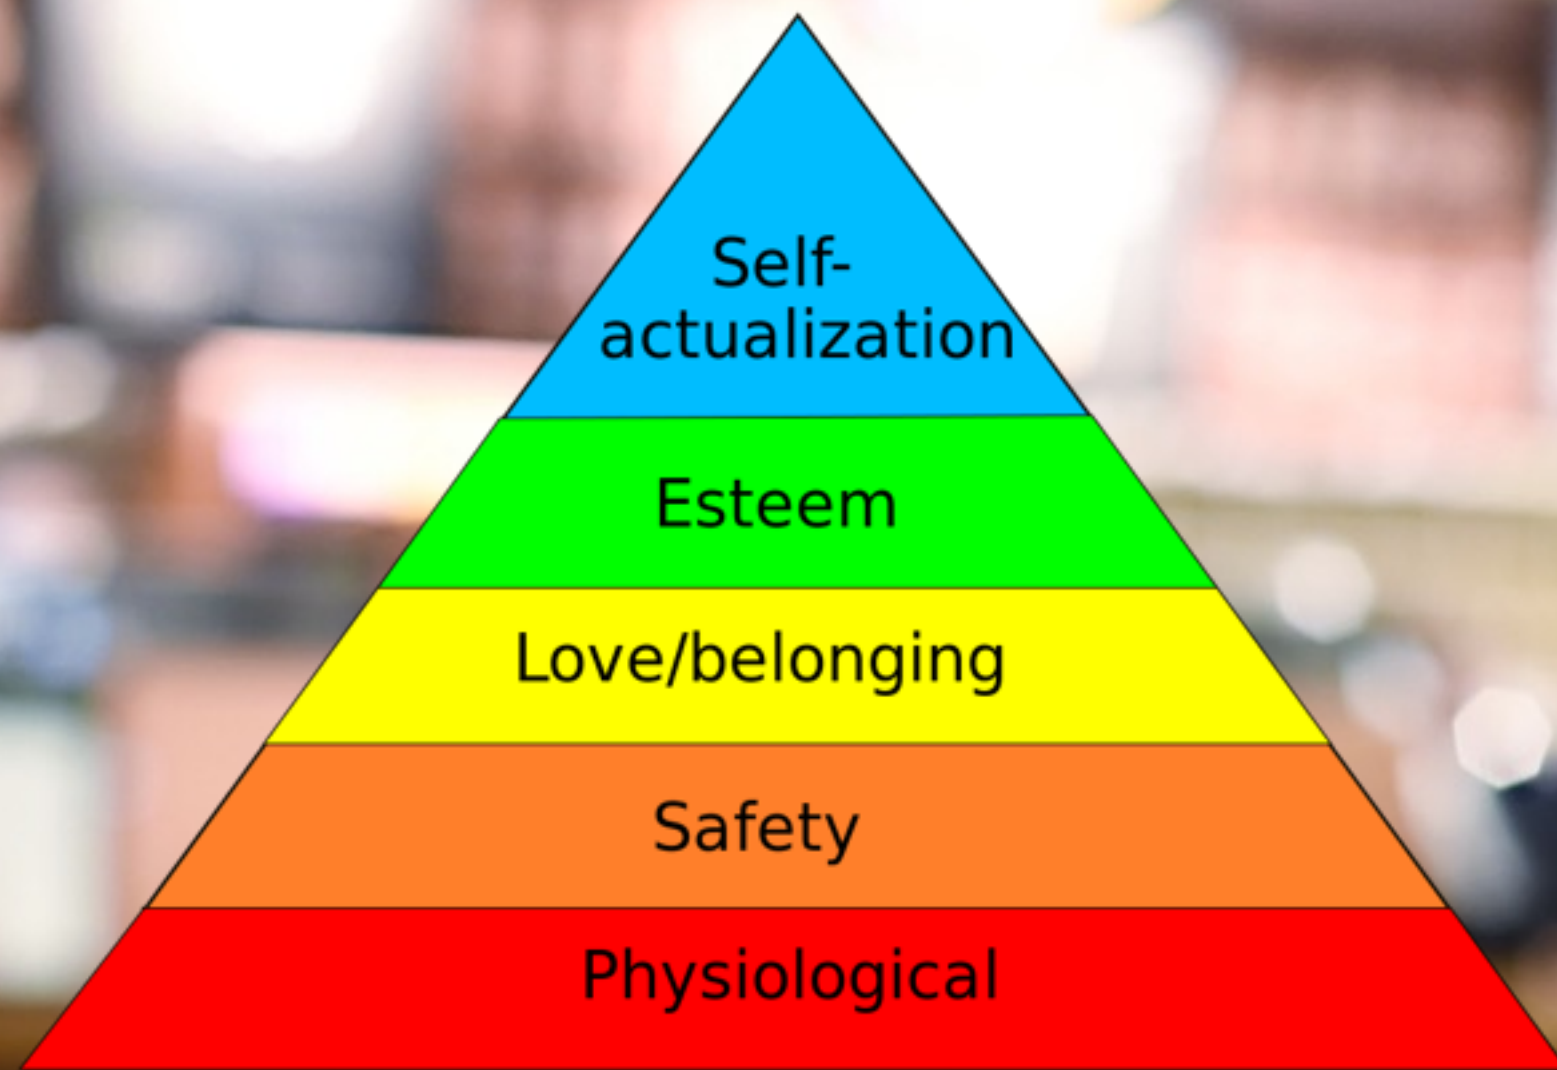 Self-
actualization
Esteem
Love/belonging
Safety
Physiological